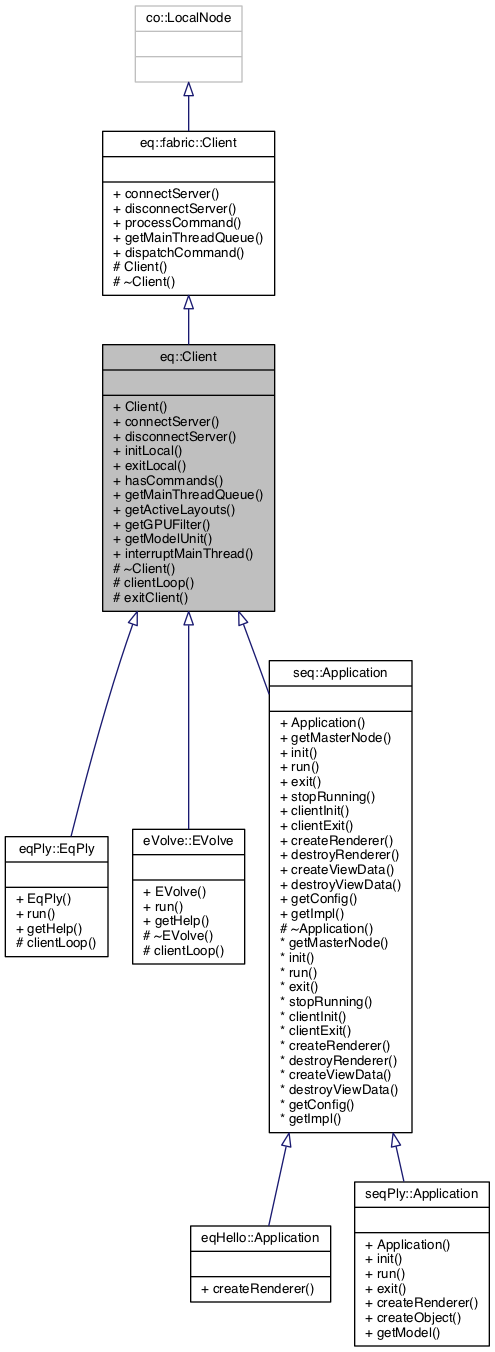 co::LocalNode
eq::fabric::Client
+ connectServer()
+ disconnectServer()
+ processCommand()
+ getMainThreadQueue()
+ dispatchCommand()
# Client()
# ~Client()
eq::Client
+ Client()
+ connectServer()
+ disconnectServer()
+ initLocal()
+ exitLocal()
+ hasCommands()
+ getMainThreadQueue()
+ getActiveLayouts()
+ getGPUFilter()
+ getModelUnit()
+ interruptMainThread()
# ~Client()
# clientLoop()
# exitClient()
eqPly::EqPly
+ EqPly()
+ run()
+ getHelp()
# clientLoop()
eVolve::EVolve
+ EVolve()
+ run()
+ getHelp()
# ~EVolve()
# clientLoop()
seq::Application
+ Application()
+ getMasterNode()
+ init()
+ run()
+ exit()
+ stopRunning()
+ clientInit()
+ clientExit()
+ createRenderer()
+ destroyRenderer()
+ createViewData()
+ destroyViewData()
+ getConfig()
+ getImpl()
# ~Application()
* getMasterNode()
* init()
* run()
* exit()
* stopRunning()
* clientInit()
* clientExit()
* createRenderer()
* destroyRenderer()
* createViewData()
* destroyViewData()
* getConfig()
* getImpl()
eqHello::Application
+ createRenderer()
seqPly::Application
+ Application()
+ init()
+ run()
+ exit()
+ createRenderer()
+ createObject()
+ getModel()